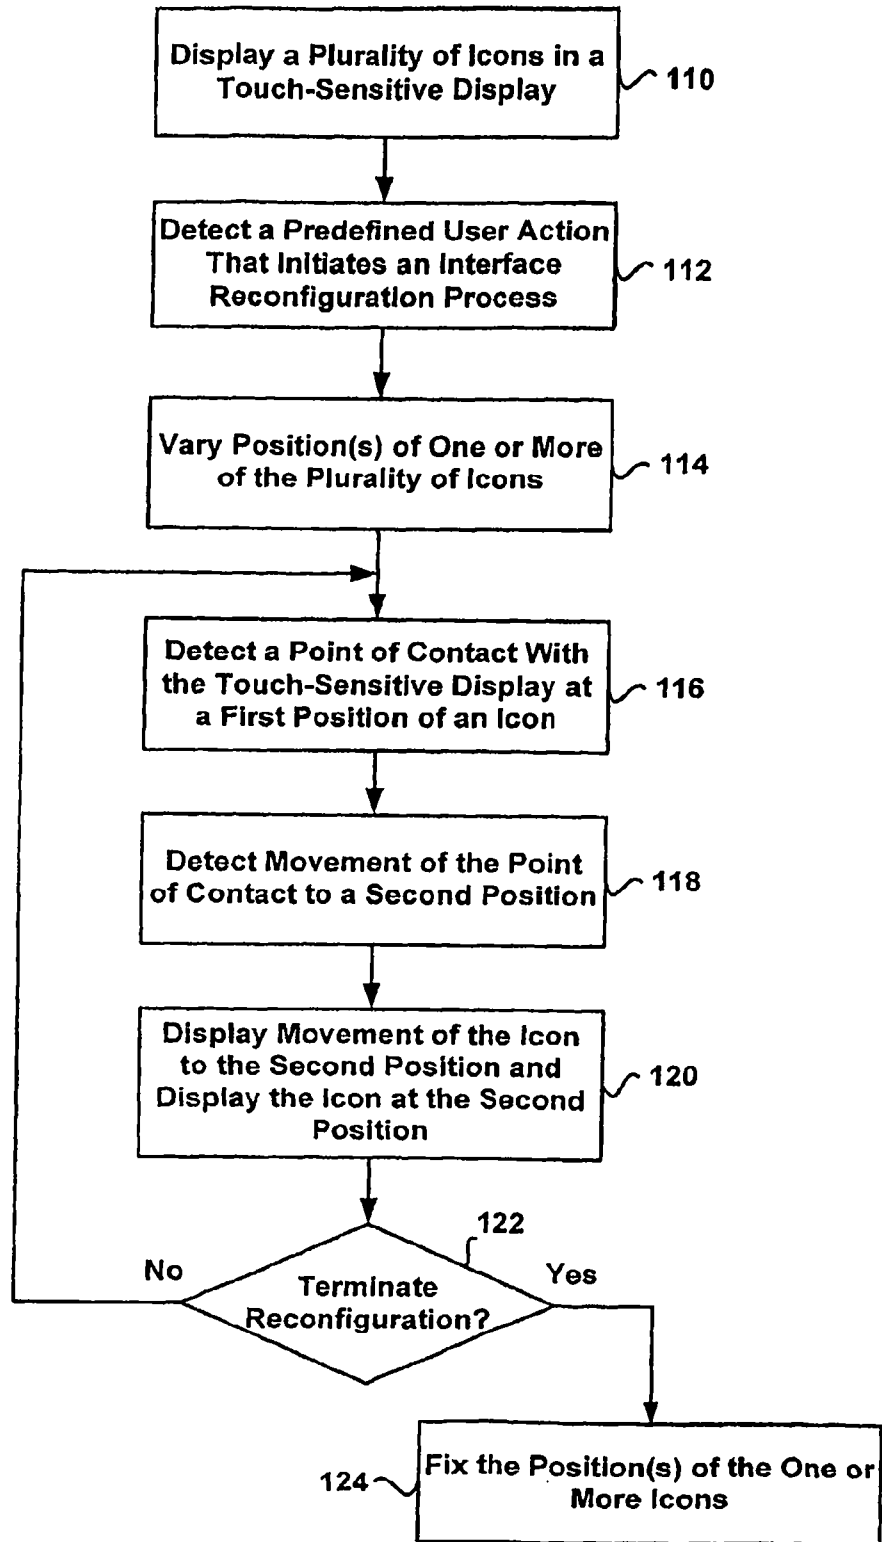 Display a Plurality of Icons in a
Touch-Sensitive Display
110
Detect a Predefined User Action
That Initiates an Interface
Reconfiguration Process
112
Vary Position(s) of One or More
of the Plurality of Icons
114
Detect a Point of Contact With
the Touch-Sensitive Display at
a First Position of an Icon
116
Detect Movement of the Point
of Contact to a Second Position
118
Display Movement of the Icon
to the Second Position and
Display the Icon at the Second
Position
120
122
No
Terminate
Reconfiguration?
Yes
124
Fix the Position(s) of the One or
More Icons